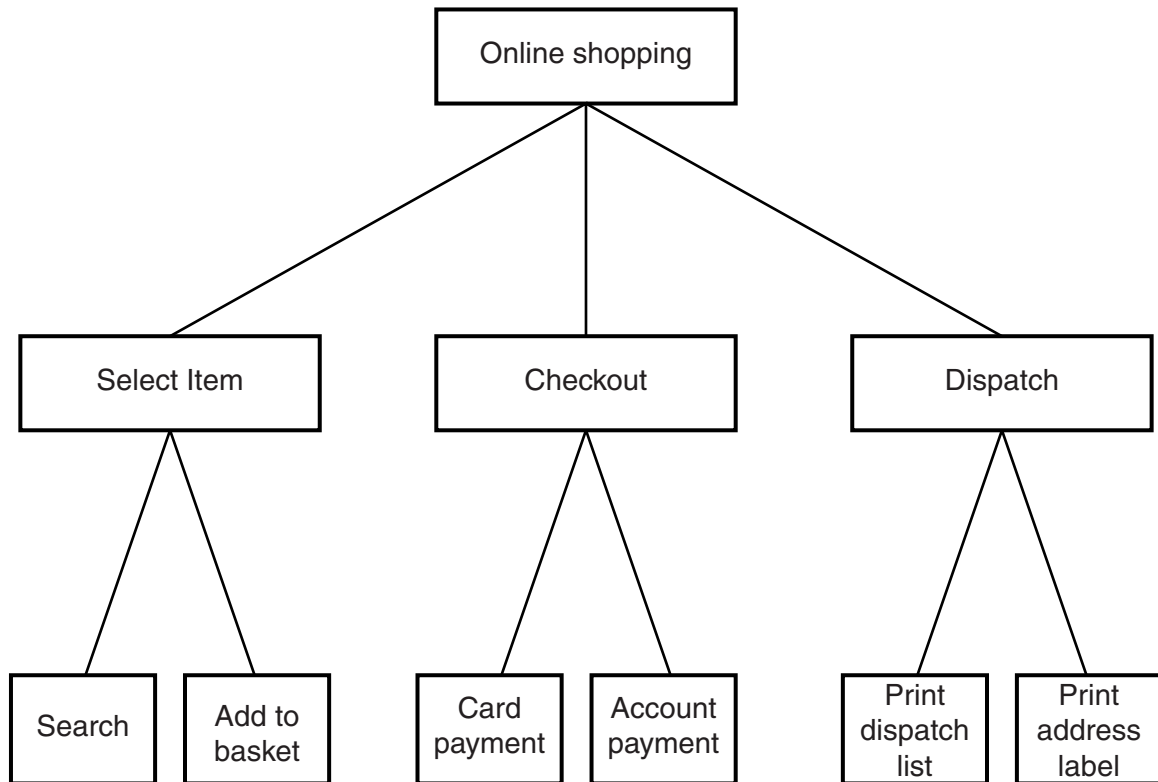 Online shopping
Select Item
Checkout
Dispatch
Search
Add to
basket
Card
payment
Account
payment
Print
dispatch
list
Print
address
label